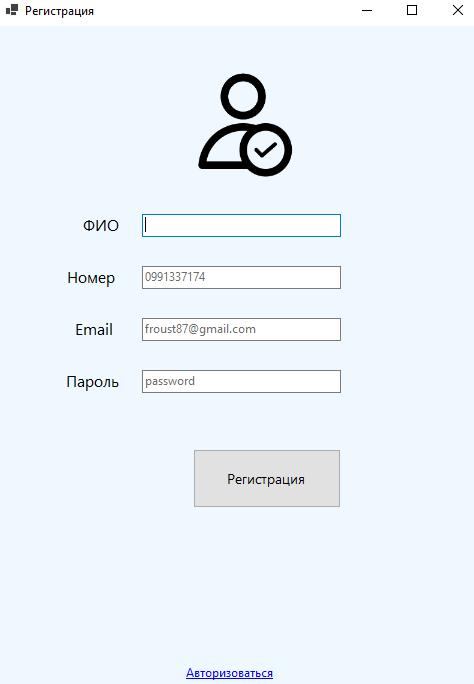 Регистрация
ФИО
Номер 0991337174
Email froust87@gmail.com
Пароль password
Регистрация
Авторизоваться